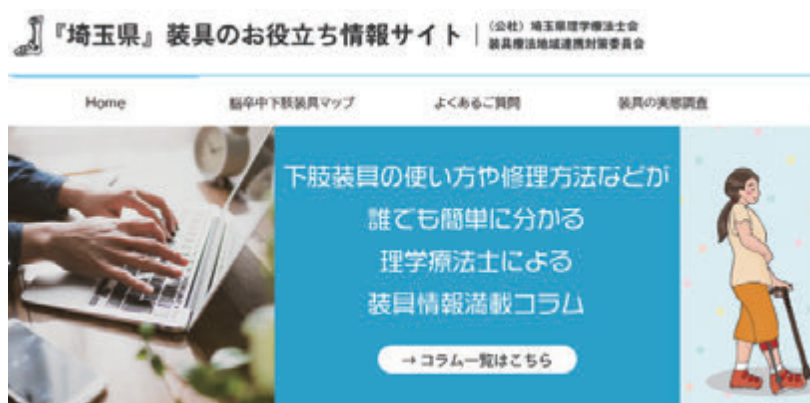 『埼玉県』装具のお役立ち情報サイト
(公社)埼玉県理学療法士会
装具療法地域連携対策委員会
Home
脳卒中下肢装具マップ
よくあるご質問
装具の実態調査
下肢装具の使い方や修理方法などが
誰でも簡単に分かる
理学療法士による
装具情報満載コラム
→コラム一覧はこちら